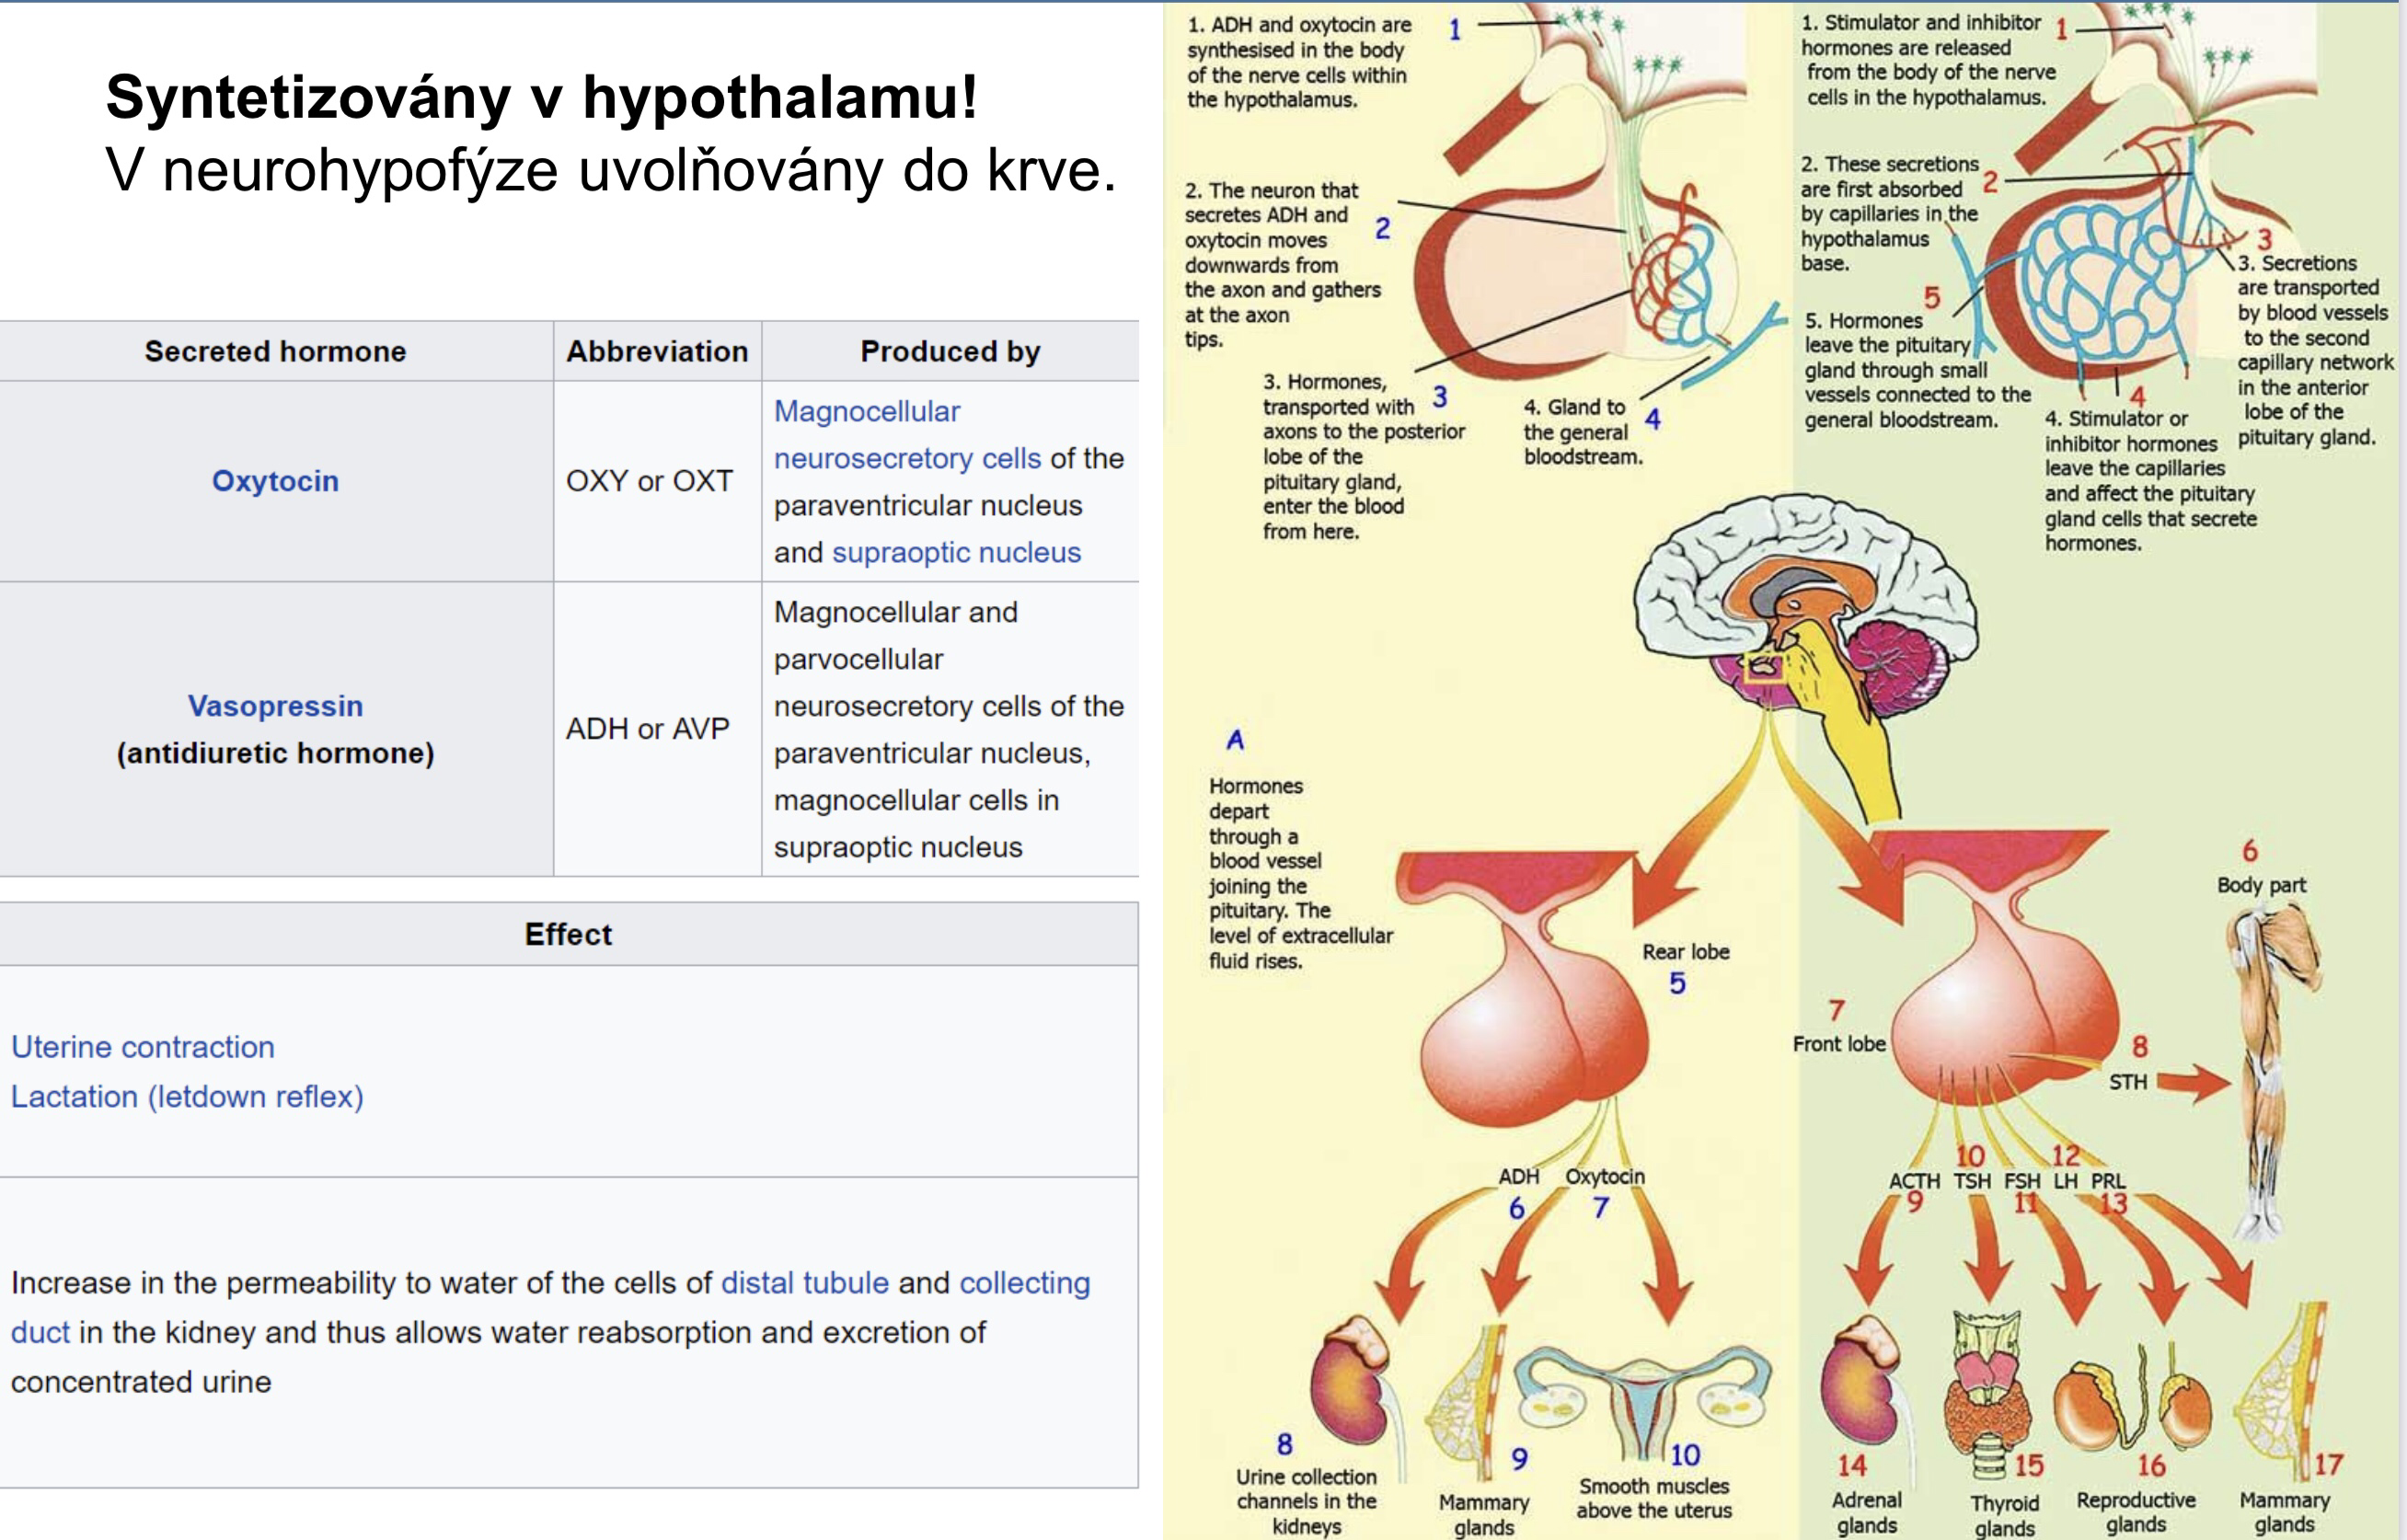 Syntetizovány v hypothalamu!
V neurohypofýze uvolňovány do krve.
Secreted hormone
Abbreviation
Produced by
Oxytocin
OXY or OXT
Magnocellular
neurosecretory cells of the
paraventricular nucleus
and supraoptic nucleus
Vasopressin
(antidiuretic hormone)
ADH or AVP
Magnocellular and
parvocellular
neurosecretory cells of the
paraventricular nucleus,
magnocellular cells in
supraoptic nucleus
Effect
Uterine contraction
Lactation (letdown reflex)
Increase in the permeability to water of the cells of distal tubule and collecting
duct in the kidney and thus allows water reabsorption and excretion of
concentrated urine
1. ADH and oxytocin are
synthesised in the body
of the nerve cells within
the hypothalamus.
1
2. The neuron that
secretes ADH and
oxytocin moves
downwards from
the axon and gathers
at the axon
tips.
2
3. Hormones,
transported with
axons to the posterior
lobe of the
pituitary gland,
enter the blood
from here.
3
4. Gland to
the general
bloodstream.
4
1. Stimulator and inhibitor
hormones are released
from the body of the nerve
cells in the hypothalamus.
1
2. These secretions
are first absorbed
by capillaries in the
hypothalamus
base.
2
3
3. Secretions
are transported
by blood vessels
to the second
capillary network
in the anterior
lobe of the
pituitary gland.
5
5. Hormones
leave the pituitary
gland through small
vessels connected to the
general bloodstream.
4
4. Stimulator or
inhibitor hormones
leave the capillaries
and affect the pituitary
gland cells that secrete
hormones.
A
Hormones
depart
through a
blood vessel
joining the
pituitary. The
level of extracellular
fluid rises.
Rear lobe
5
ADH
6
Oxytocin
7
8
Urine collection
channels in the
kidneys
9
Mammary
glands
10
Smooth muscles
above the uterus
6
Body part
7
Front lobe
8
STH
10
12
ACTH TSH FSH LH PRL
9
11
13
14
Adrenal
glands
15
Thyroid
glands
16
Reproductive
glands
17
Mammary
glands